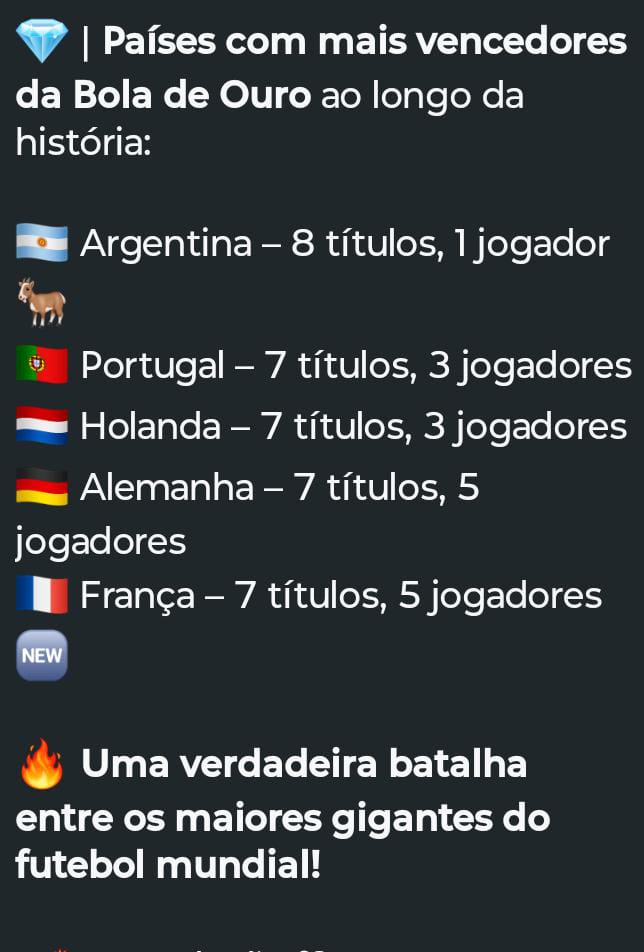 💎 | Países com mais vencedores
da Bola de Ouro ao longo da
história:
🇦🇷 Argentina – 8 títulos, 1 jogador
🐐
🇵🇹 Portugal – 7 títulos, 3 jogadores
🇳🇱 Holanda – 7 títulos, 3 jogadores
🇩🇪 Alemanha – 7 títulos, 5
jogadores
🇫🇷 França – 7 títulos, 5 jogadores
🆕
🔥 Uma verdadeira batalha
entre os maiores gigantes do
futebol mundial!